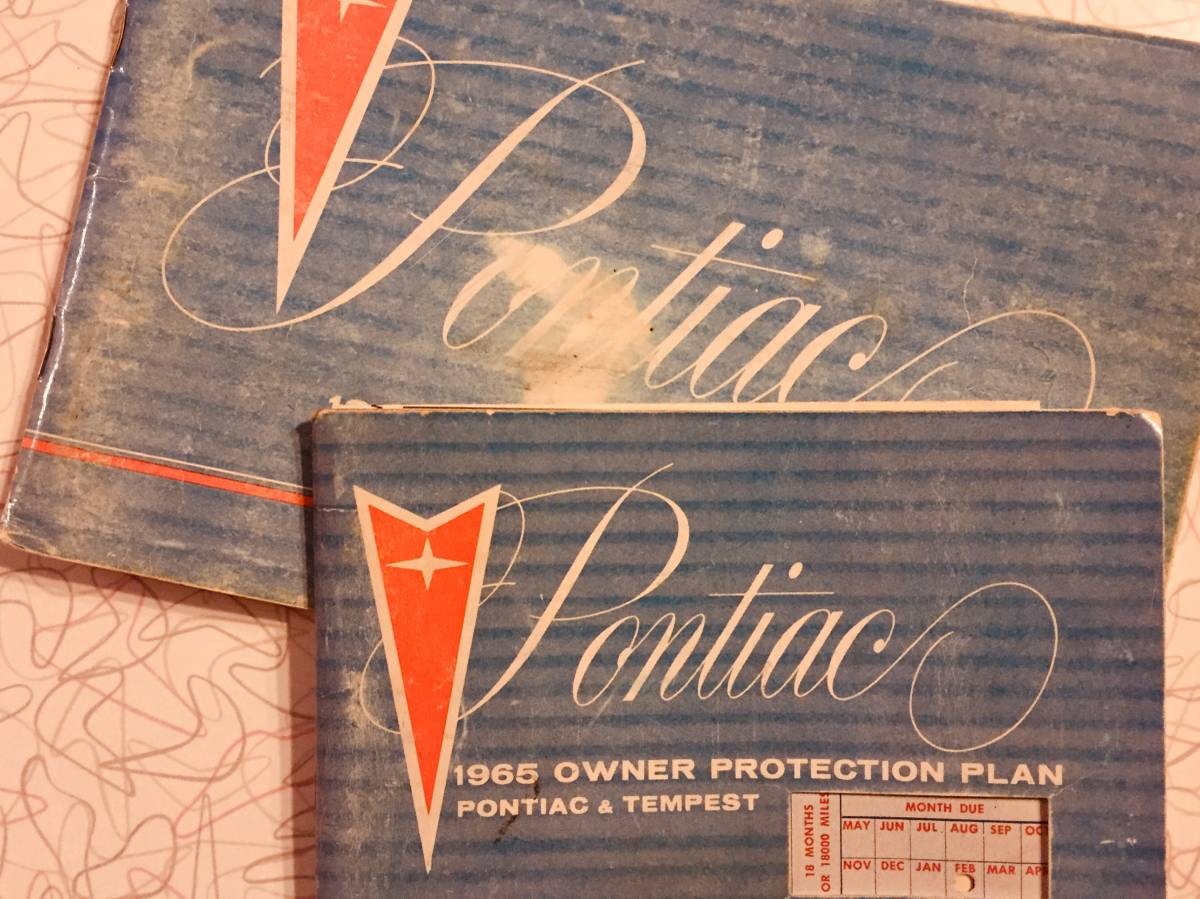 Pontiac
Pontiac
1965 OWNER PROTECTION PLAN
PONTIAC & TEMPEST
18 MONTHS
OR 18000 MILES
MONTH DUE
MAY JUN JUL AUG SEP
NOV DEC JAN FEB MAR